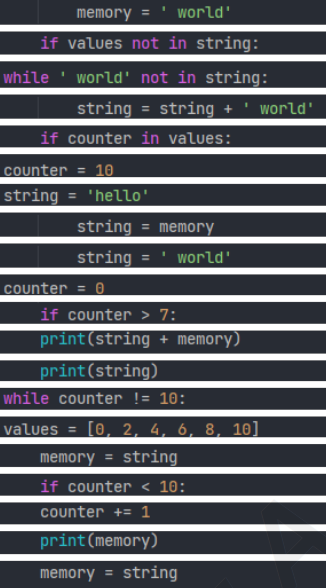 memory = ' world'
if values not in string:
while ' world' not in string:
string = string + ' world'
if counter in values:
counter = 10
string = 'hello'
string = memory
string = ' world'
counter = 0
if counter > 7:
print(string + memory)
print(string)
while counter != 10:
values = [0, 2, 4, 6, 8, 10]
memory = string
if counter < 10:
counter += 1
print(memory)
memory = string